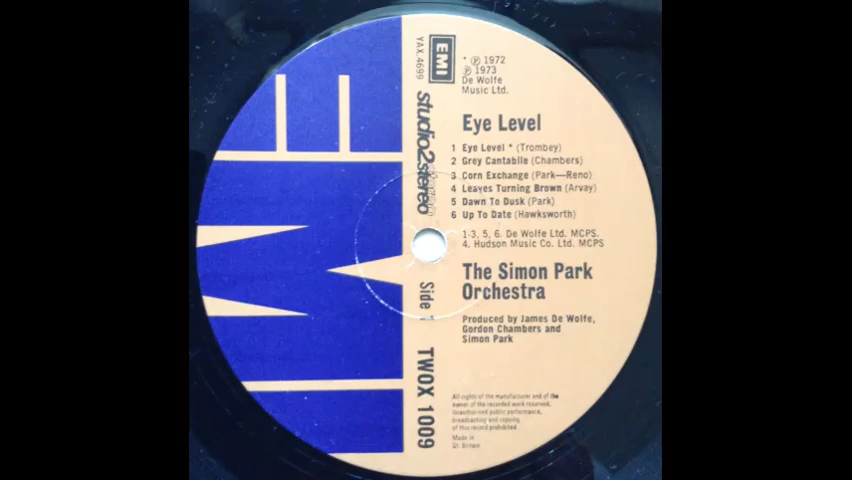 EMI
YAX.4699
* Ⓟ 1972
Ⓟ 1973
De Wolfe
Music Ltd.
studio2stereo
Eye Level
1 Eye Level * (Trombey)
2 Grey Cantabile (Chambers)
3 Corn Exchange (Park—Reno)
4 Leaves Turning Brown (Arvay)
5 Dawn To Dusk (Park)
6 Up To Date (Hawksworth)
1-3, 5, 6. De Wolfe Ltd. MCPS.
4. Hudson Music Co. Ltd. MCPS
The Simon Park
Orchestra
Side 1
Produced by James De Wolfe,
Gordon Chambers and
Simon Park
TWOX 1009
All rights of the manufacturer and of the
owner of the recorded work reserved.
Unauthorised public performance,
broadcasting and copying
of this record prohibited
Made in
Gt. Britain
EMI